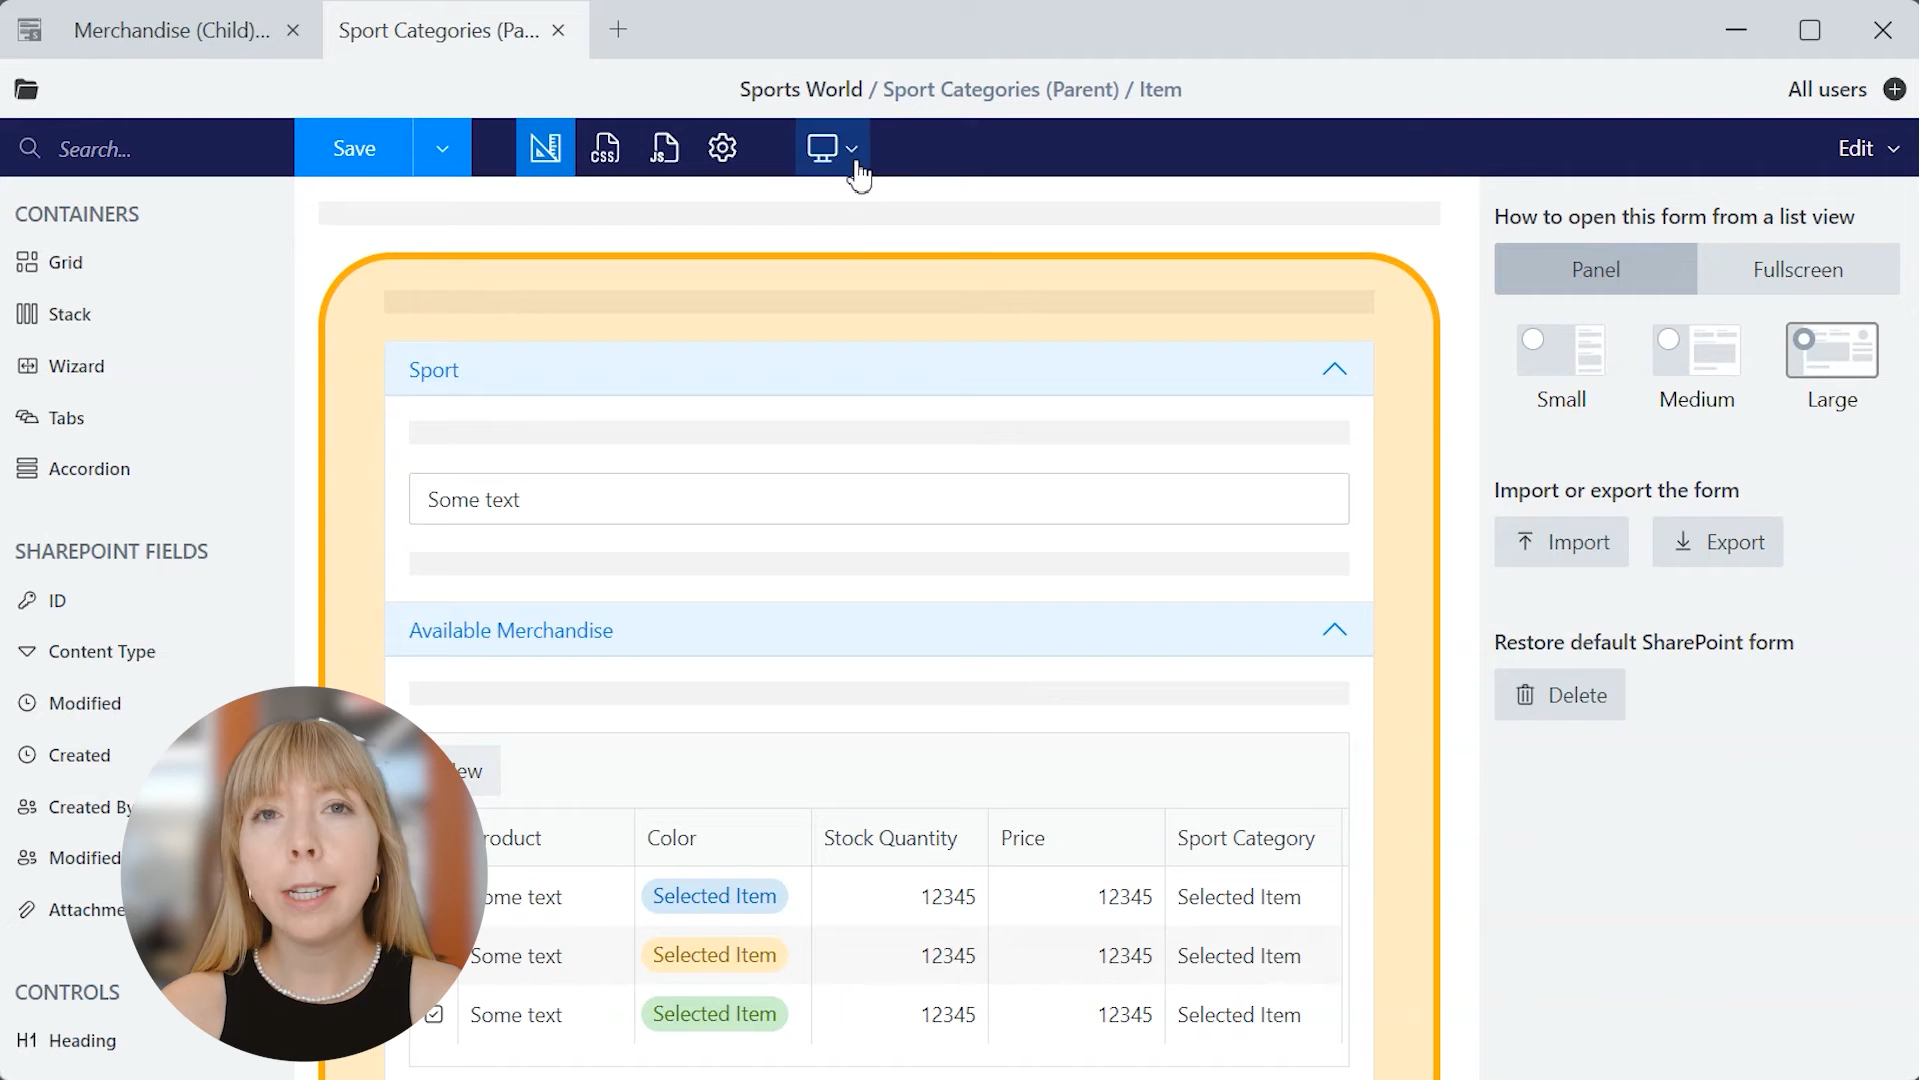 Merchandise (Child)...
Sport Categories (Pa...
Sports World / Sport Categories (Parent) / Item
All users
Search...
Save
CSS
JS
Edit
CONTAINERS
Grid
Stack
Wizard
Tabs
Accordion
SHAREPOINT FIELDS
ID
Content Type
Modified
Created
Created By
Modified
Attachme
CONTROLS
H1 Heading
Sport
Some text
Available Merchandise
ew
roduct Color Stock Quantity Price Sport Category
ome text Selected Item 12345 12345 Selected Item
Some text Selected Item 12345 12345 Selected Item
Some text Selected Item 12345 12345 Selected Item
How to open this form from a list view
Panel Fullscreen
Small Medium Large
Import or export the form
Import Export
Restore default SharePoint form
Delete